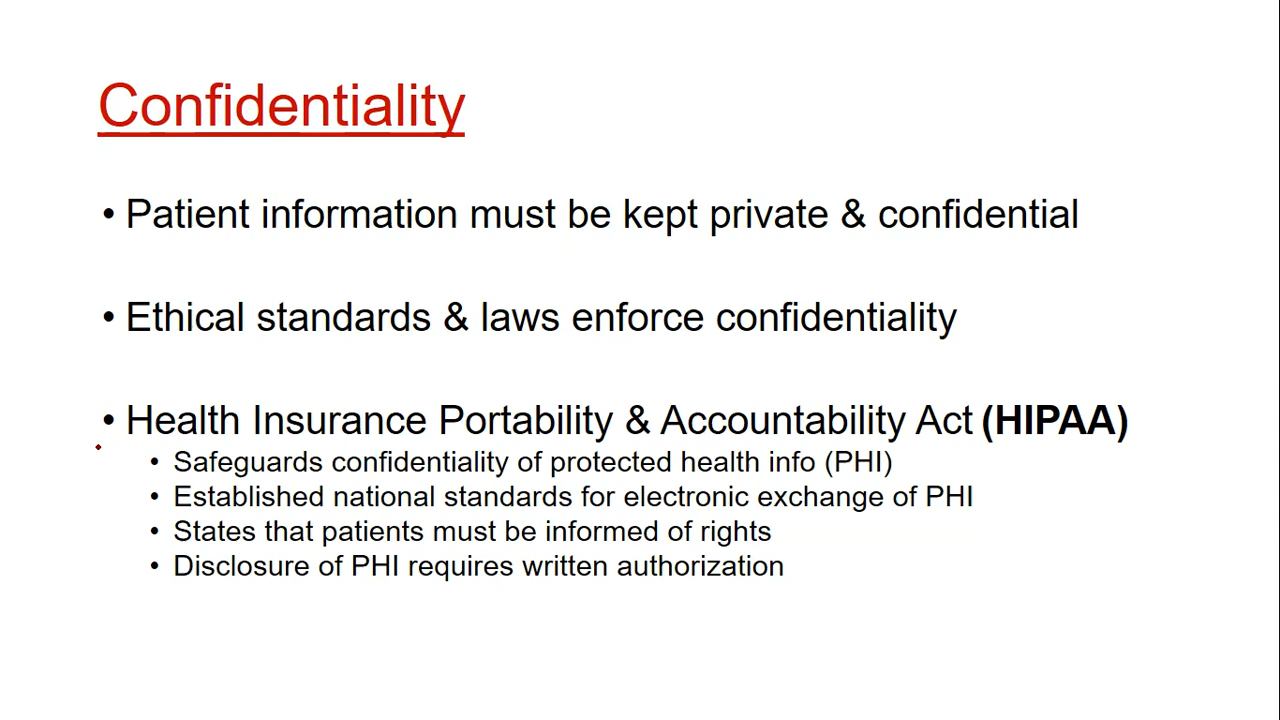 Confidentiality
• Patient information must be kept private & confidential
• Ethical standards & laws enforce confidentiality
• Health Insurance Portability & Accountability Act (HIPAA)
• Safeguards confidentiality of protected health info (PHI)
• Established national standards for electronic exchange of PHI
• States that patients must be informed of rights
• Disclosure of PHI requires written authorization